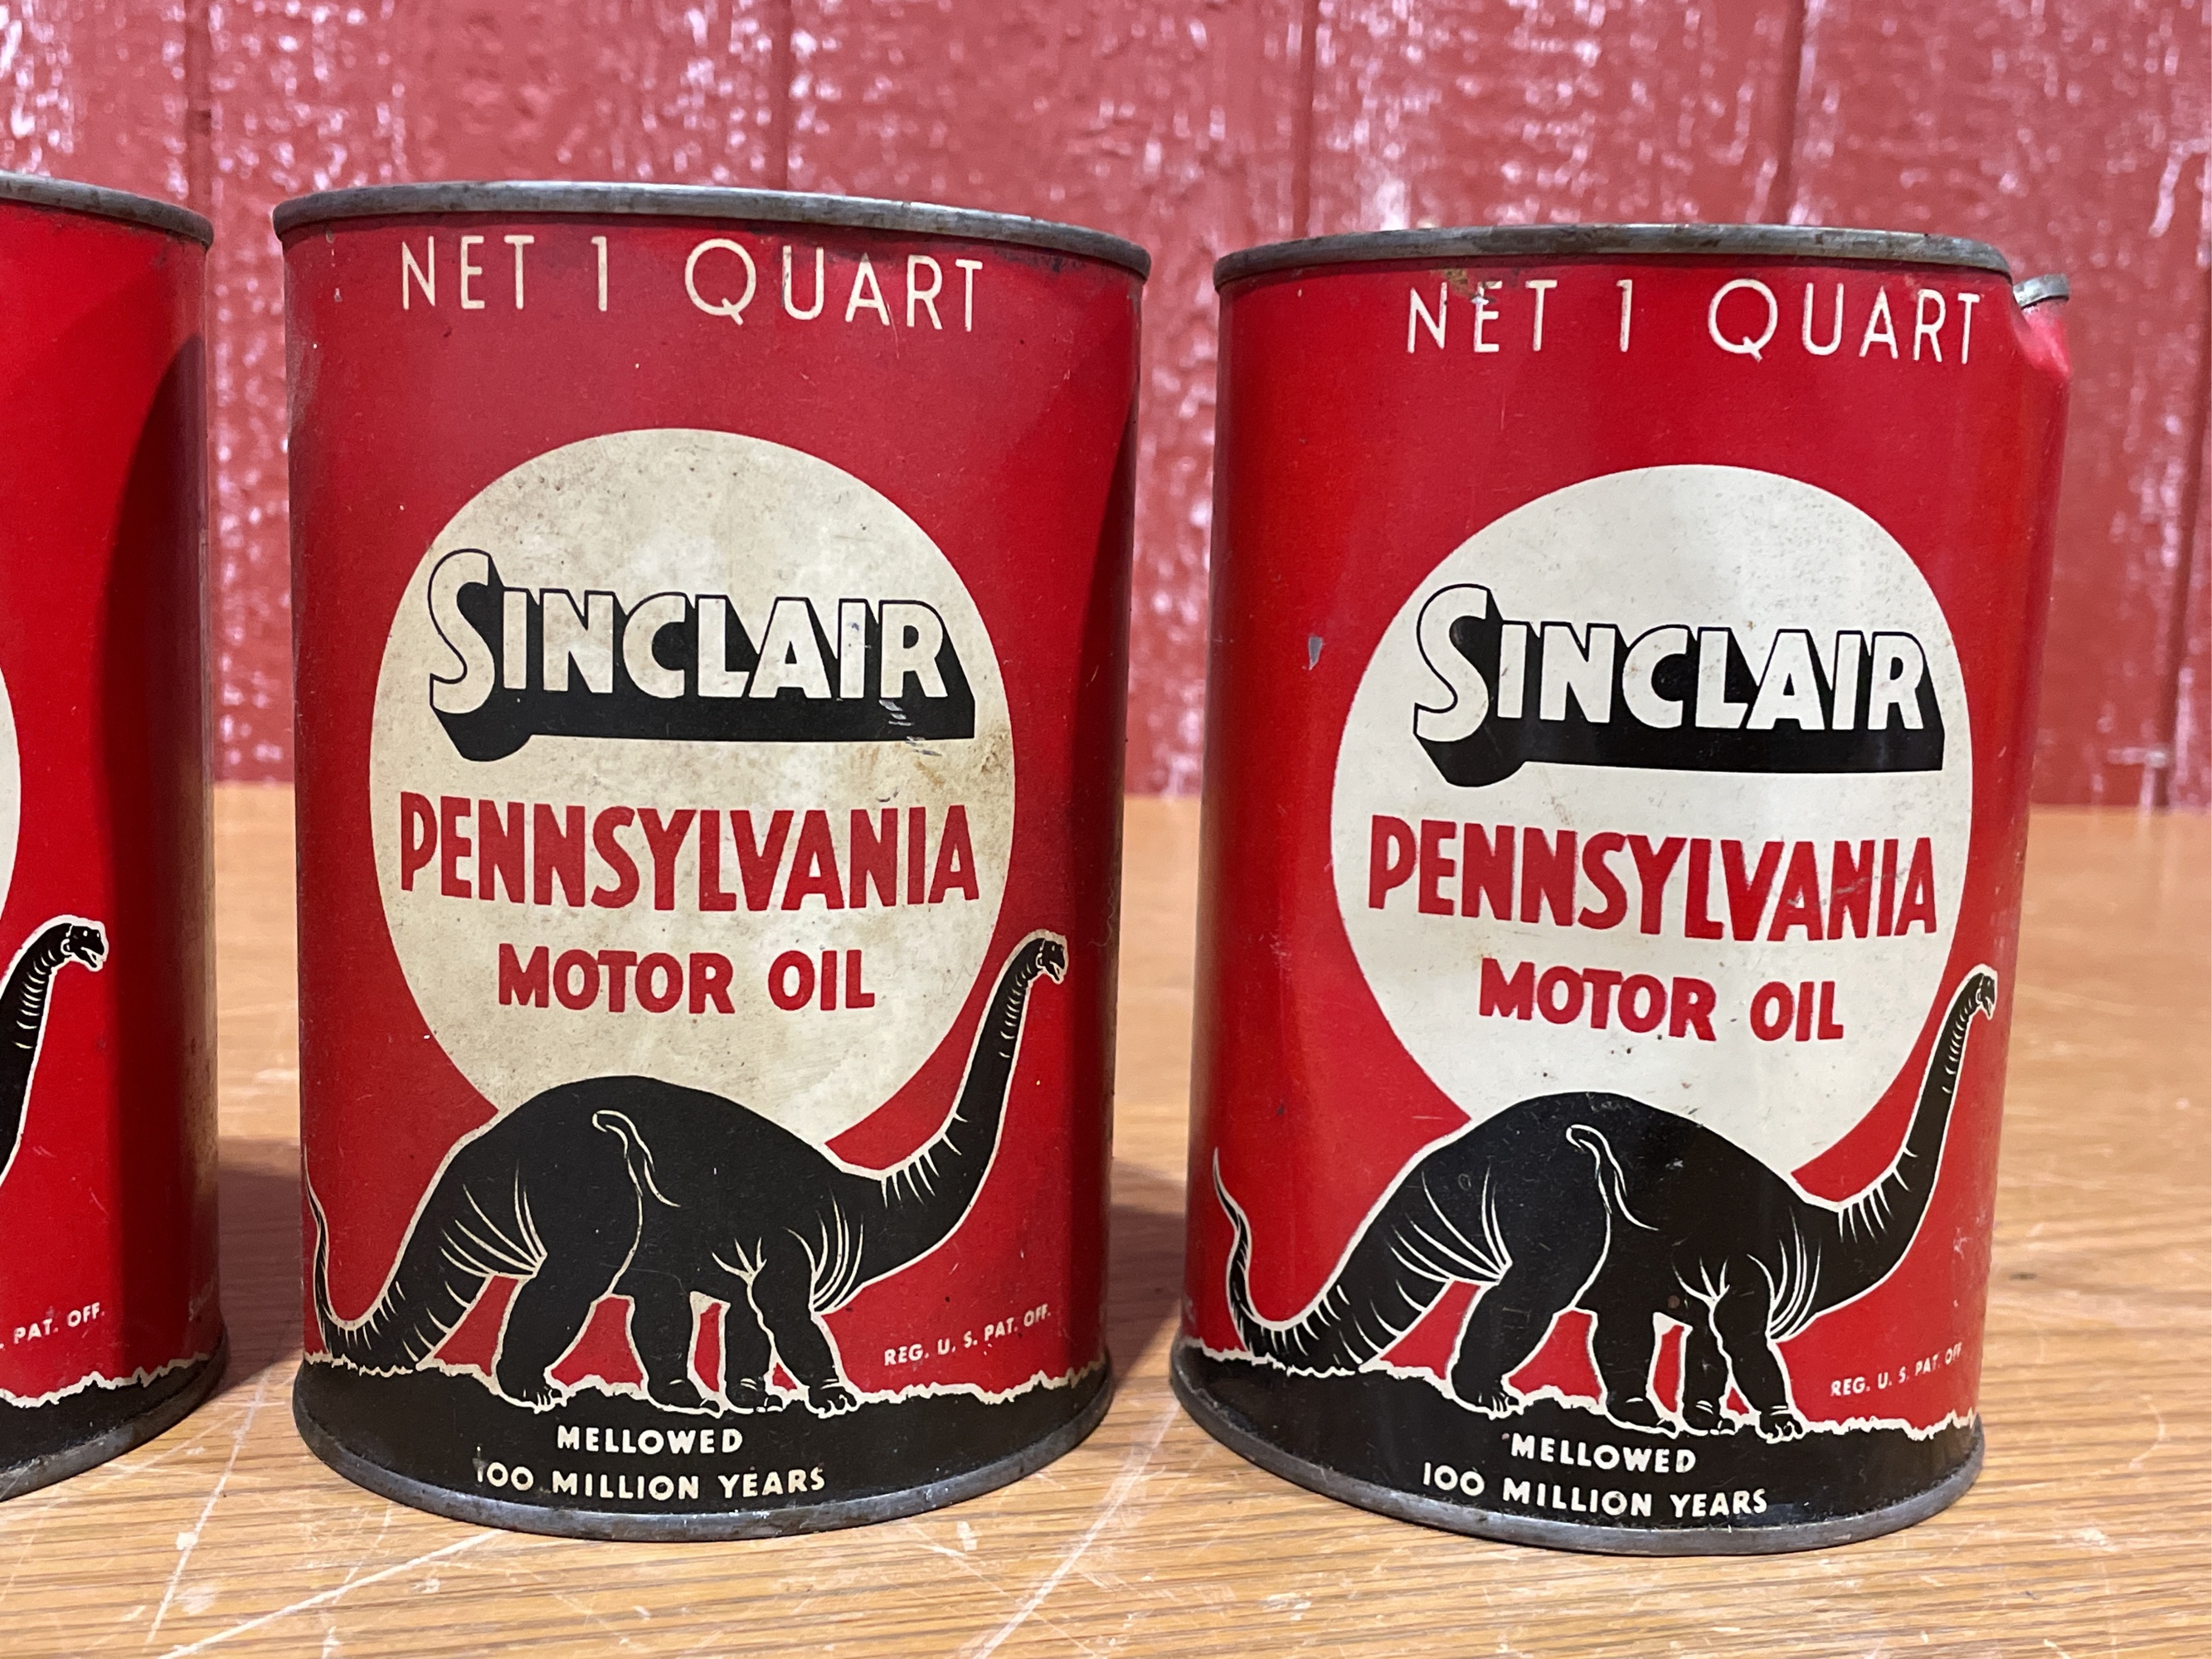 PAT. OFF.
NET 1 QUART
SINCLAIR
PENNSYLVANIA
MOTOR OIL
REG. U. S. PAT. OFF.
MELLOWED
100 MILLION YEARS
NET 1 QUART
SINCLAIR
PENNSYLVANIA
MOTOR OIL
REG. U. S. PAT. OFF.
MELLOWED
100 MILLION YEARS